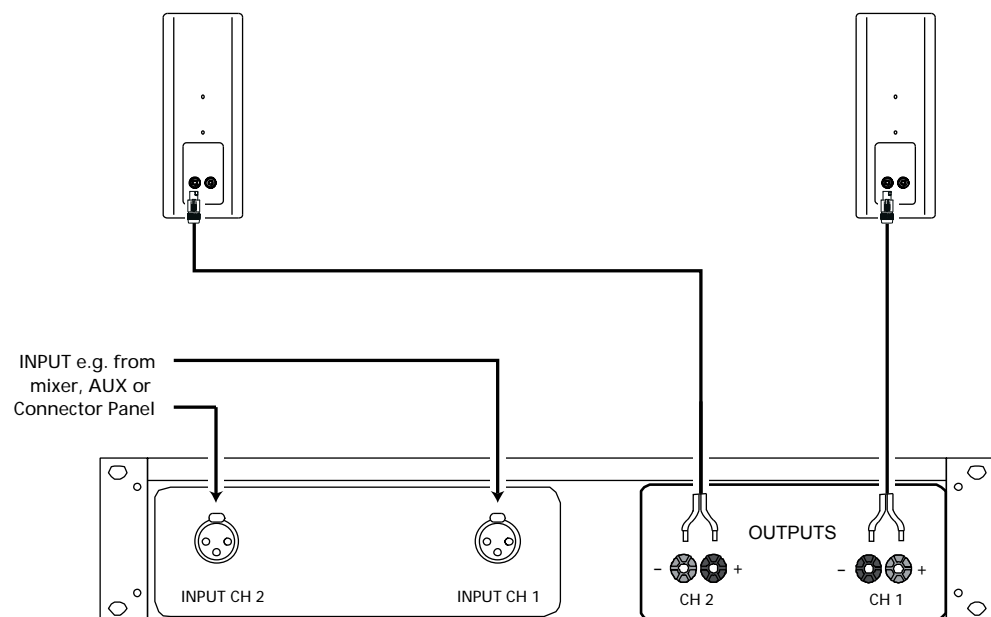 INPUT e.g. from
mixer, AUX or
Connector Panel
OUTPUTS
- + - +
INPUT CH 2 INPUT CH 1 CH 2 CH 1